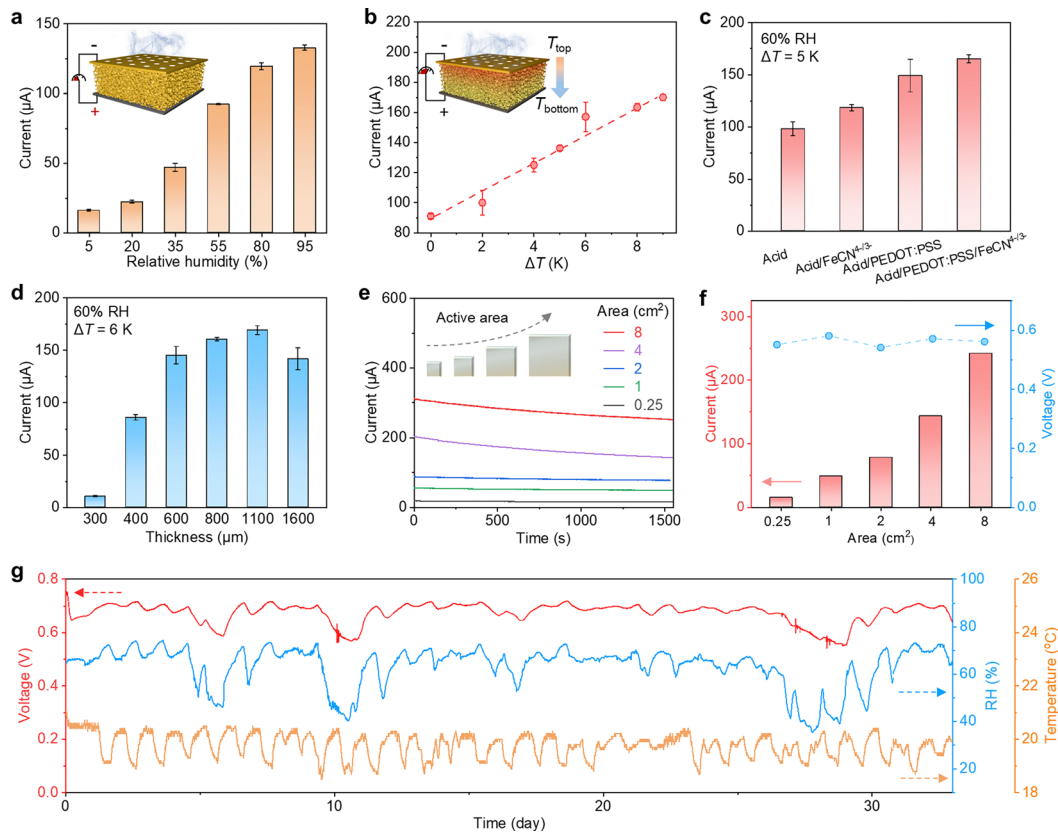 a
Current (µA)
150
100
50
0
-
+
5 20 35 55 80 95
Relative humidity (%)
b
Current (µA)
220
200
180
160
140
120
100
80
-
+
Ttop
Tbottom
0 2 4 6 8
ΔT (K)
c
Current (µA)
200
150
100
50
0
60% RH
ΔT = 5 K
Acid
Acid/FeCN4-/3-
Acid/PEDOT:PSS
Acid/PEDOT:PSS/FeCN4-/3-
d
Current (µA)
200
150
100
50
0
60% RH
ΔT = 6 K
300 400 600 800 1100 1600
Thickness (µm)
e
Current (µA)
600
400
200
0
Active area
Area (cm2)
8
4
2
1
0.25
0 500 1000 1500
Time (s)
f
Current (µA)
300
200
100
0
Voltage (V)
0.6
0.4
0.2
0.0
0.25 1 2 4 8
Area (cm2)
g
Voltage (V)
0.8
0.6
0.4
0.2
0.0
RH (%)
100
80
60
40
20
Temperature (ºC)
26
25
24
23
22
21
20
19
18
0 10 20 30
Time (day)